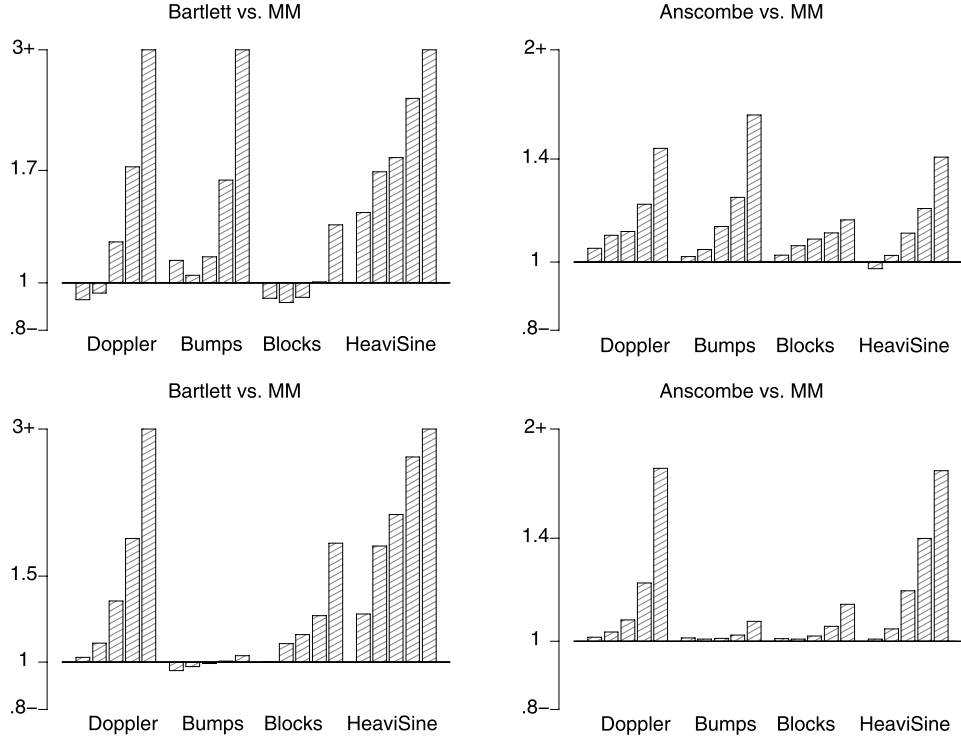 Bartlett vs. MM
3+
1.7
1
.8
Doppler Bumps Blocks HeaviSine
Anscombe vs. MM
2+
1.4
1
.8
Doppler Bumps Blocks HeaviSine
Bartlett vs. MM
3+
1.5
1
.8
Doppler Bumps Blocks HeaviSine
Anscombe vs. MM
2+
1.4
1
.8
Doppler Bumps Blocks HeaviSine